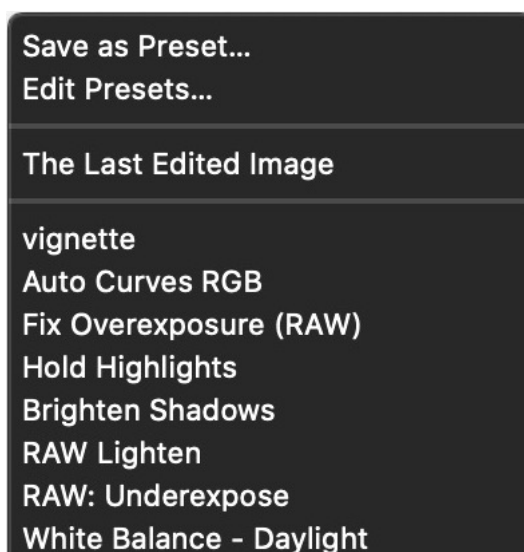 Save as Preset...
Edit Presets...
The Last Edited Image
vignette
Auto Curves RGB
Fix Overexposure (RAW)
Hold Highlights
Brighten Shadows
RAW Lighten
RAW: Underexpose
White Balance - Daylight